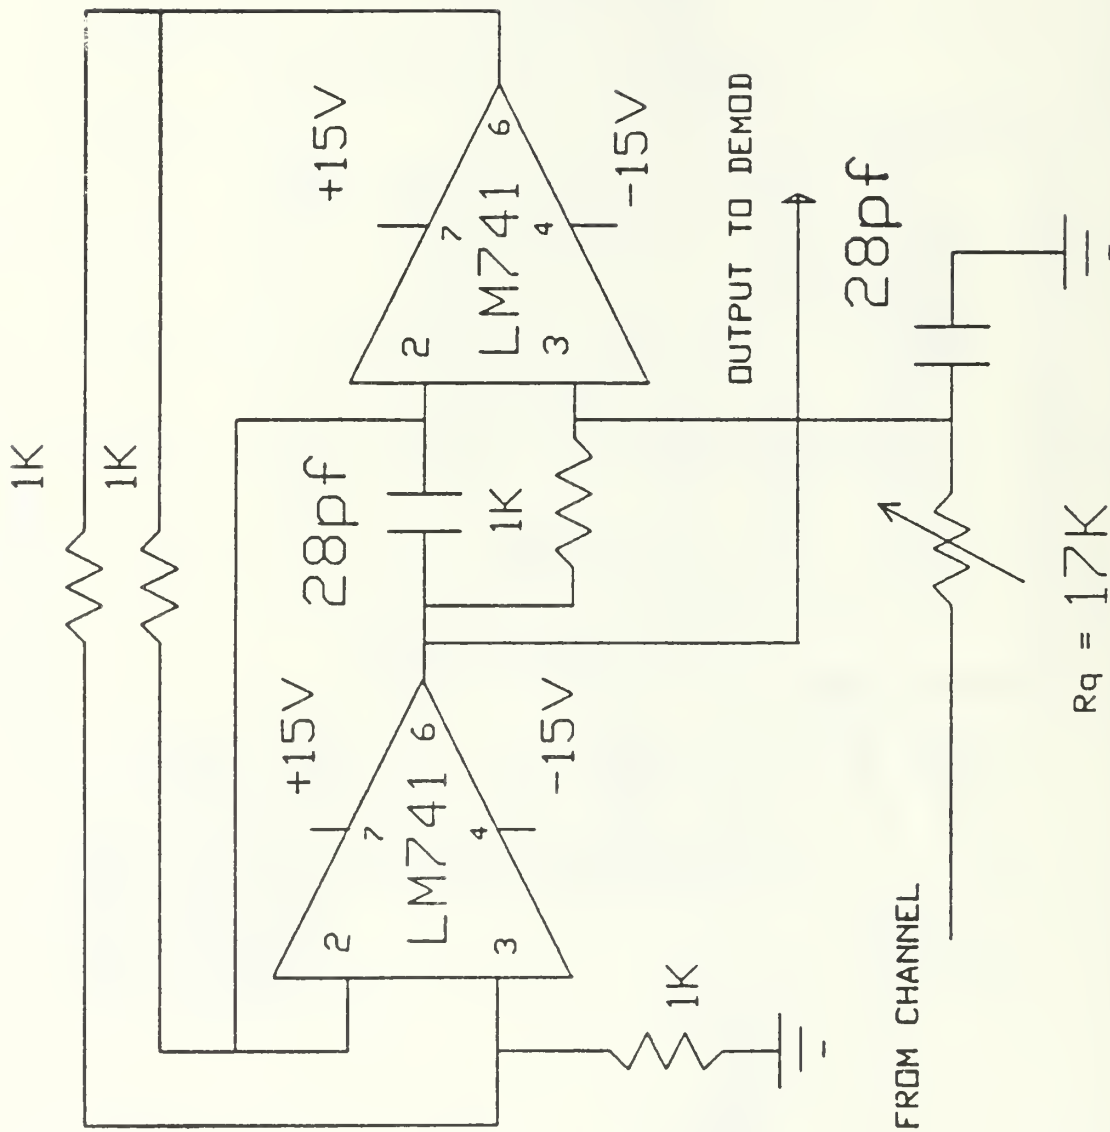 1K
1K
+15V
7
2
LM741
6
3
4
-15V
28pf
1K
+15V
7
2
LM741
6
3
4
-15V
OUTPUT TO DEMOD
28pf
1K
FROM CHANNEL
Rq = 17K